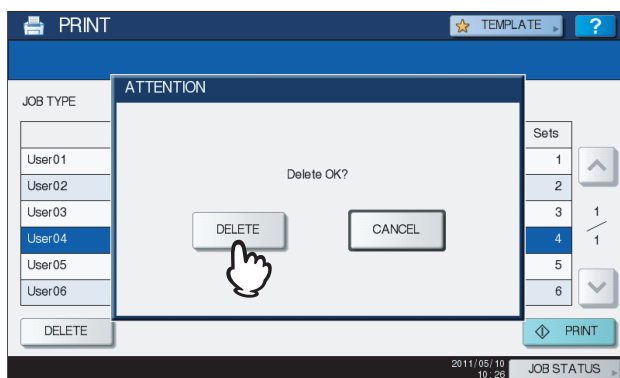 PRINT
TEMPLATE
?
ATTENTION
JOB TYPE
Sets
User01 1
Delete OK?
User02 2
User03 3
1
DELETE CANCEL
User04 4
1
User05 5
User06 6
DELETE
PRINT
2011/05/10
10:26
JOB STATUS